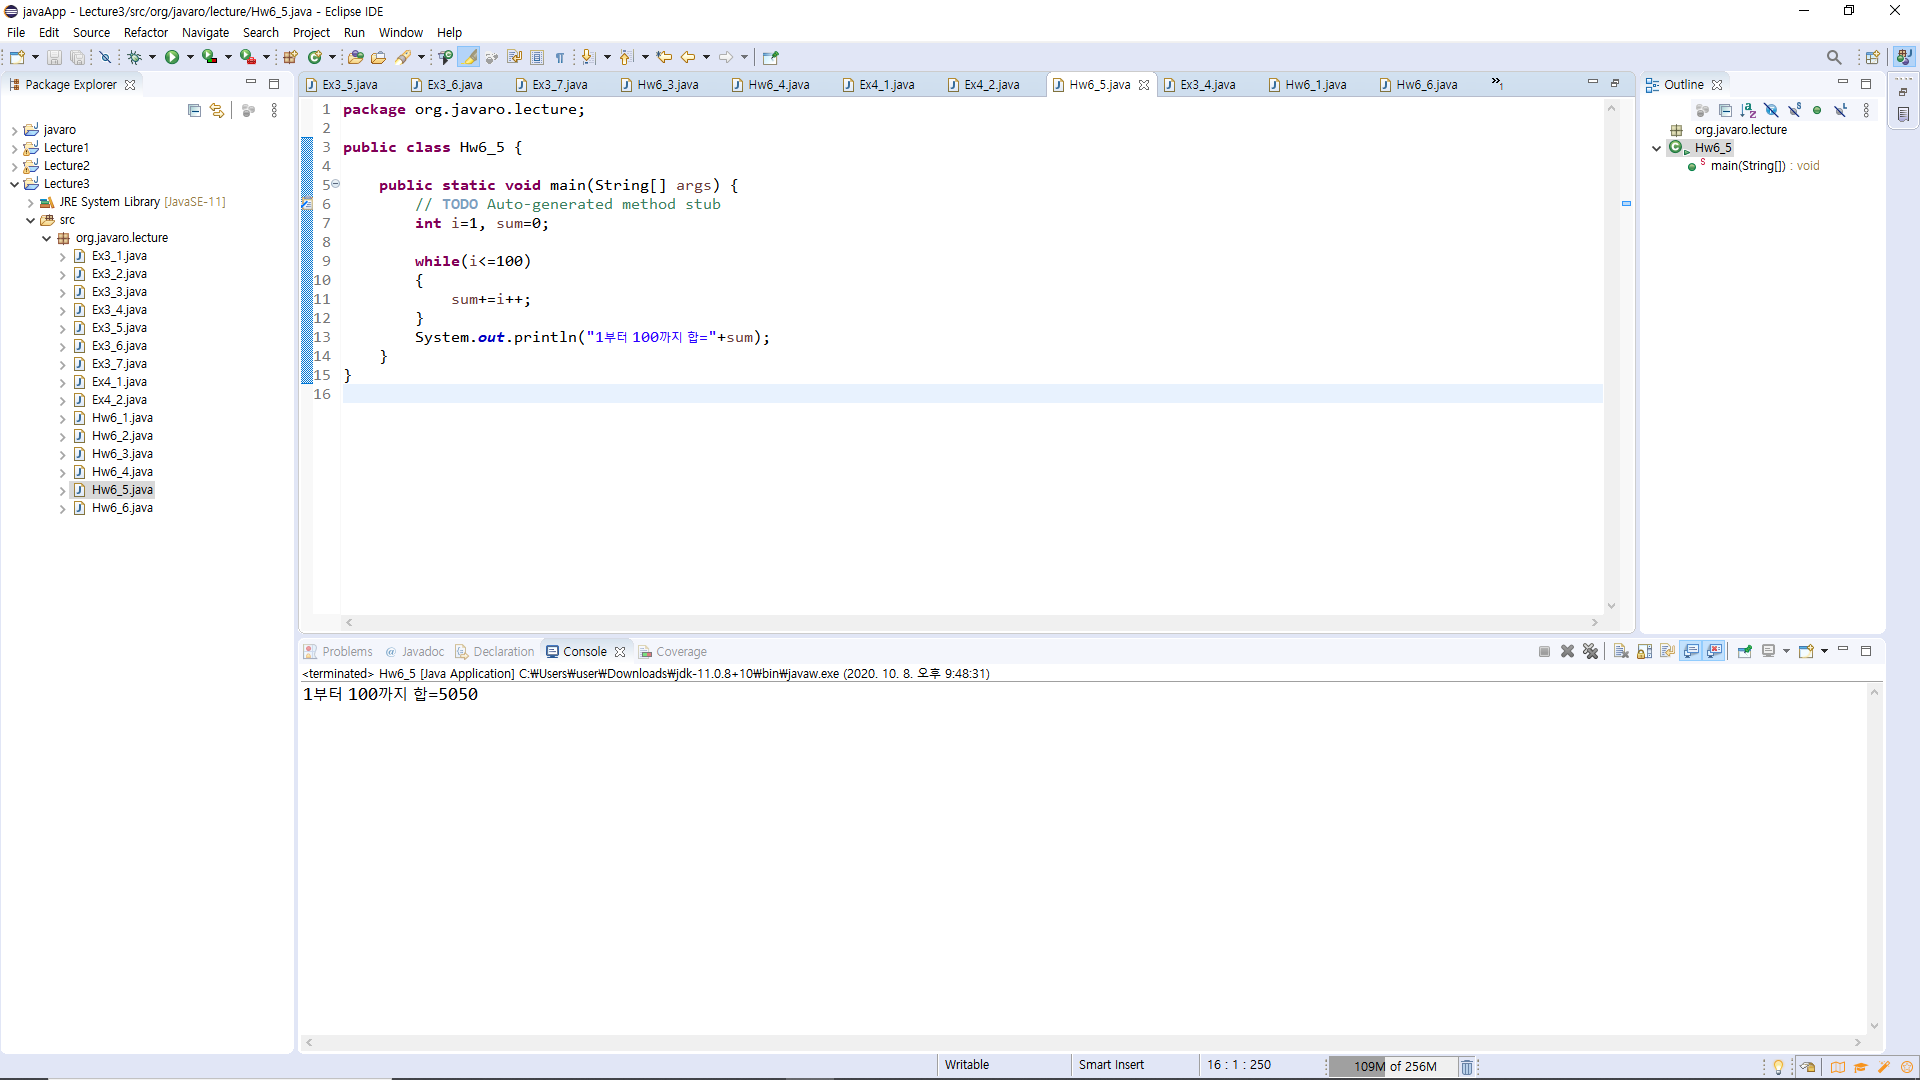 javaApp - Lecture3/src/org/javaro/lecture/Hw6_5.java - Eclipse IDE
File Edit Source Refactor Navigate Search Project Run Window Help
Package Explorer
javaro
Lecture1
Lecture2
Lecture3
JRE System Library [JavaSE-11]
src
org.javaro.lecture
Ex3_1.java
Ex3_2.java
Ex3_3.java
Ex3_4.java
Ex3_5.java
Ex3_6.java
Ex3_7.java
Ex4_1.java
Ex4_2.java
Hw6_1.java
Hw6_2.java
Hw6_3.java
Hw6_4.java
Hw6_5.java
Hw6_6.java
Ex3_5.java Ex3_6.java Ex3_7.java Hw6_3.java Hw6_4.java Ex4_1.java Ex4_2.java Hw6_5.java Ex3_4.java Hw6_1.java Hw6_6.java »1
1 package org.javaro.lecture;
2
3 public class Hw6_5 {
4
5 public static void main(String[] args) {
6 // TODO Auto-generated method stub
7 int i=1, sum=0;
8
9 while(i<=100)
10 {
11 sum+=i++;
12 }
13 System.out.println("1부터 100까지 합="+sum);
14 }
15 }
16
Outline
org.javaro.lecture
Hw6_5
main(String[]) : void
Problems Javadoc Declaration Console Coverage
<terminated> Hw6_5 [Java Application] C:₩Users₩user₩Downloads₩jdk-11.0.8+10₩bin₩javaw.exe (2020. 10. 8. 오후 9:48:31)
1부터 100까지 합=5050
Writable Smart Insert 16 : 1 : 250 109M of 256M